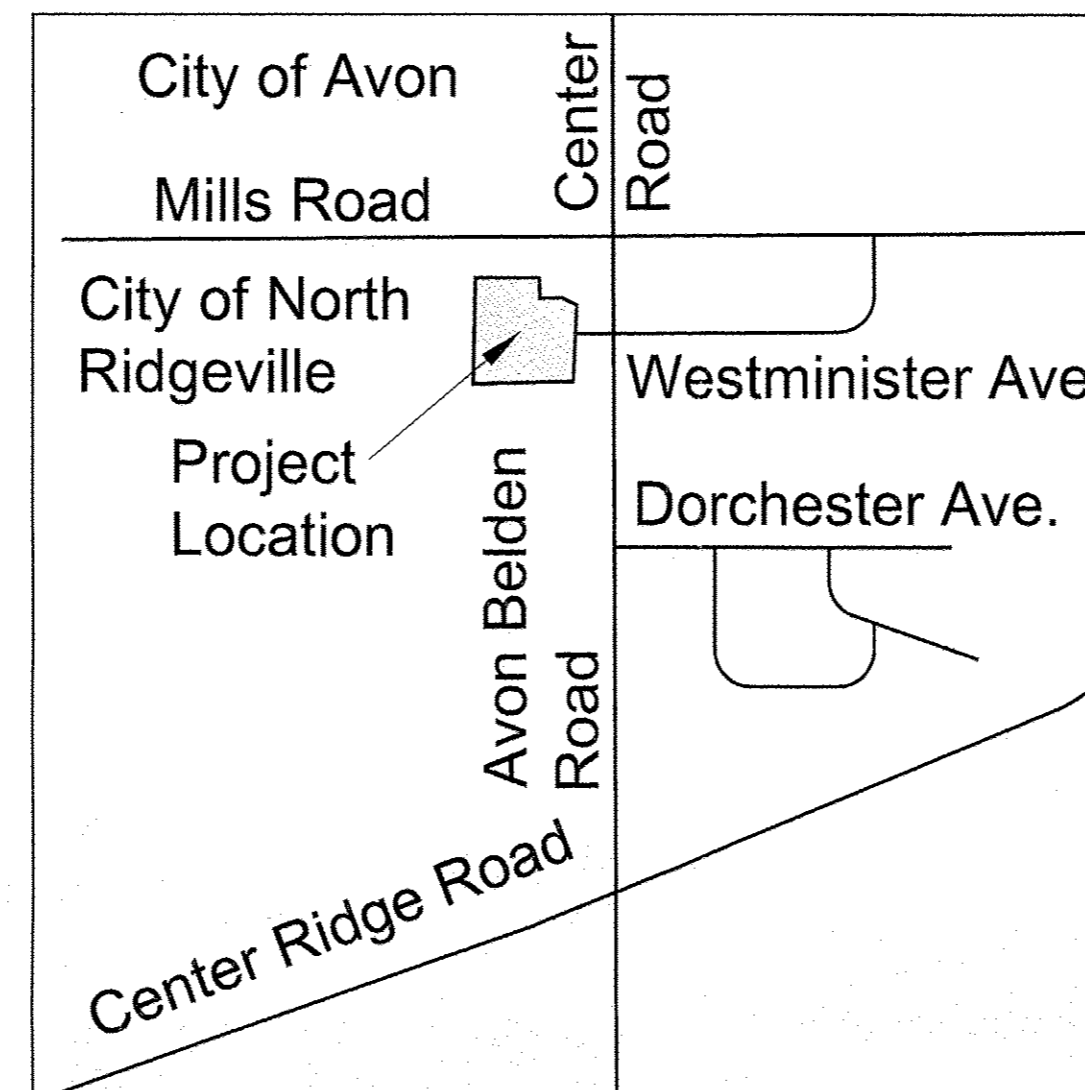 City of Avon
Center
Road
Mills Road
City of North
Ridgeville
Westminister Ave
Project
Location
Dorchester Ave.
Avon Belden
Road
Center Ridge Road